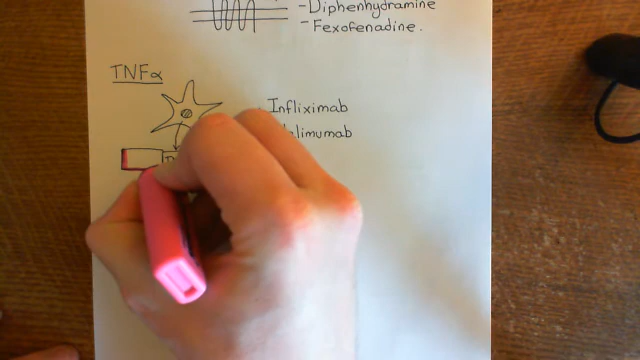 - Diphenhydramine
- Fexofenadine.
TNFα
Infliximab